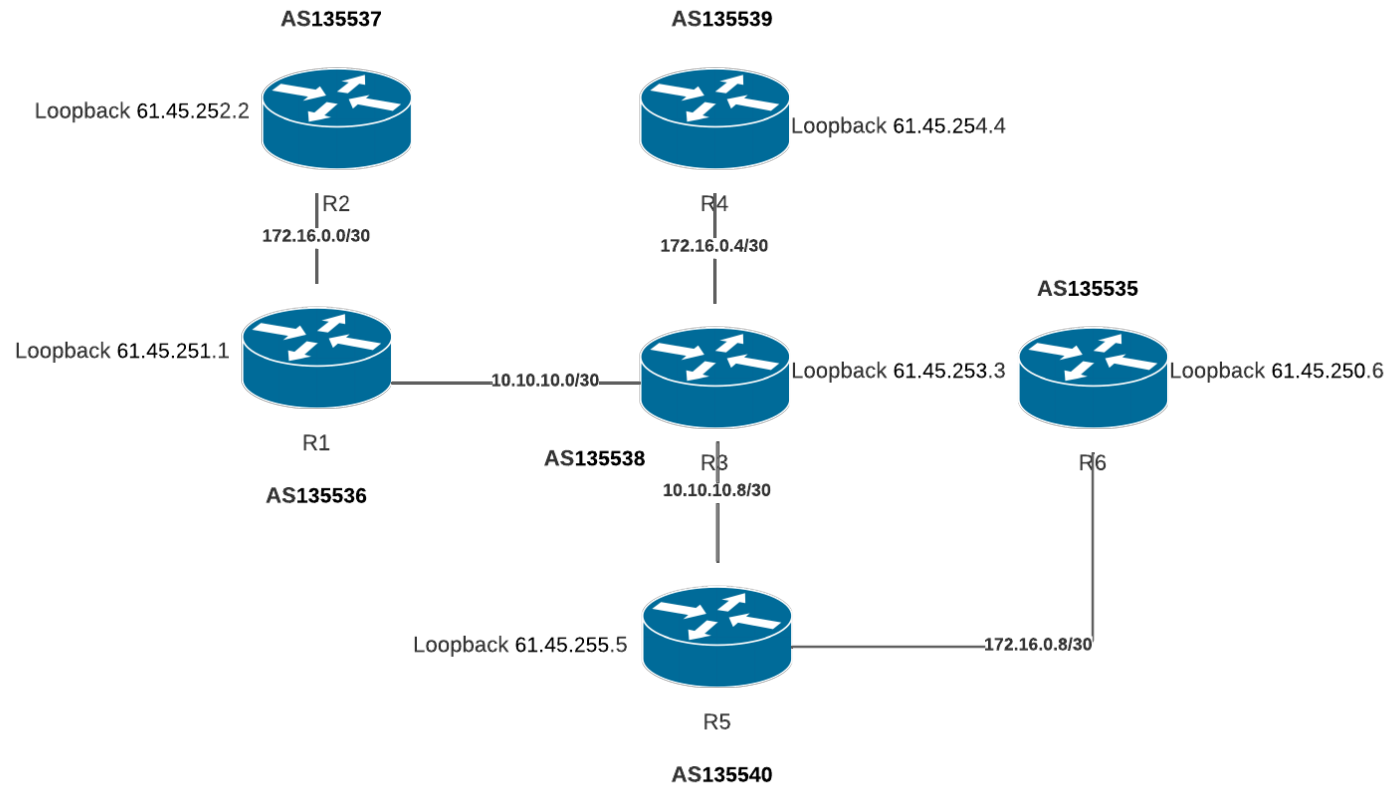 AS135537
AS135539
Loopback 61.45.252.2
Loopback 61.45.254.4
R2
R4
172.16.0.0/30
172.16.0.4/30
AS135535
Loopback 61.45.251.1
Loopback 61.45.253.3
Loopback 61.45.250.6
10.10.10.0/30
R1
AS135538
R3
R6
AS135536
10.10.10.8/30
Loopback 61.45.255.5
172.16.0.8/30
R5
AS135540